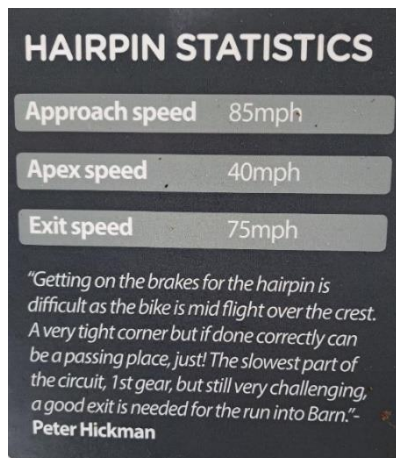 HAIRPIN STATISTICS
Approach speed 85mph
Apex speed 40mph
Exit speed 75mph
"Getting on the brakes for the hairpin is
difficult as the bike is mid flight over the crest.
A very tight corner but if done correctly can
be a passing place, just! The slowest part of
the circuit, 1st gear, but still very challenging,
a good exit is needed for the run into Barn."-
Peter Hickman